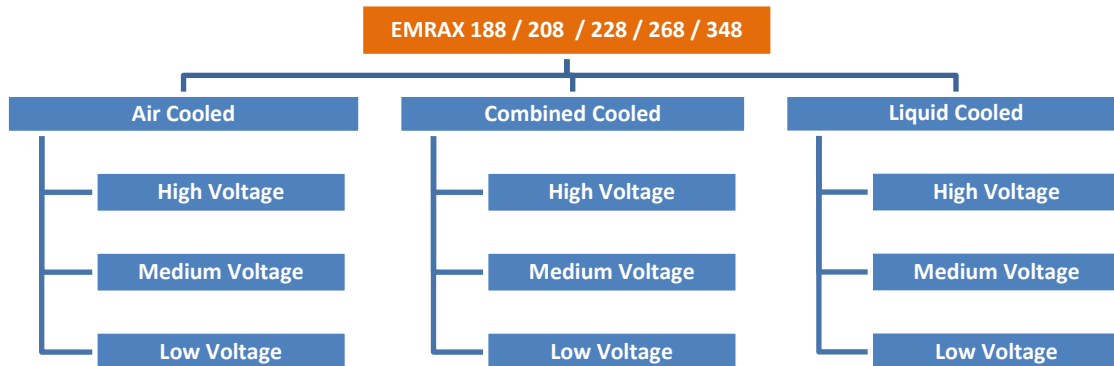 EMRAX 188 / 208 / 228 / 268 / 348
Air Cooled
High Voltage
Medium Voltage
Low Voltage
Combined Cooled
High Voltage
Medium Voltage
Low Voltage
Liquid Cooled
High Voltage
Medium Voltage
Low Voltage